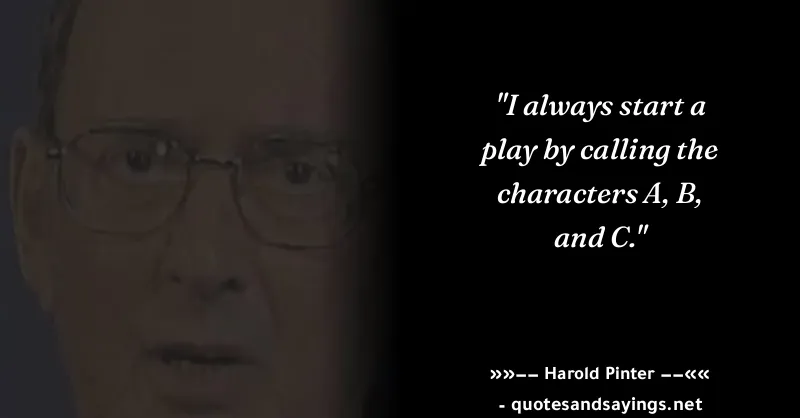 "I always start a
play by calling the
characters A, B,
and C."
»»−− Harold Pinter −−««
- quotesandsayings.net